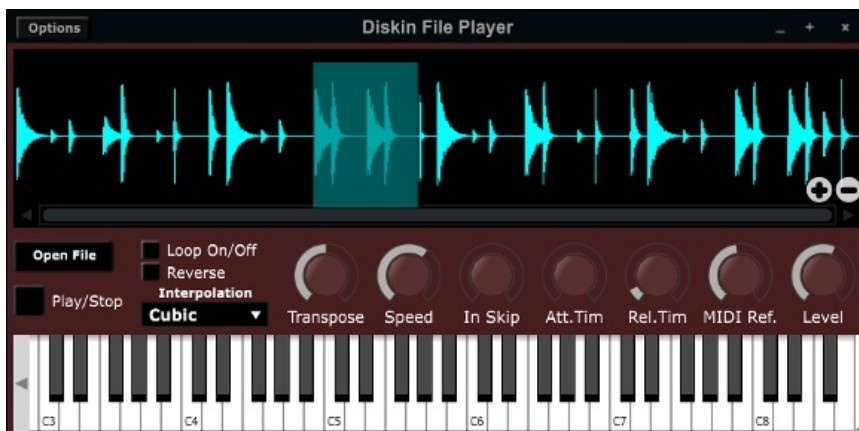 Options
Diskin File Player
Open File
Loop On/Off
Reverse
Play/Stop
Interpolation
Cubic
Transpose
Speed
In Skip
Att.Tim
Rel.Tim
MIDI Ref.
Level
C3
C4
C5
C6
C7
C8